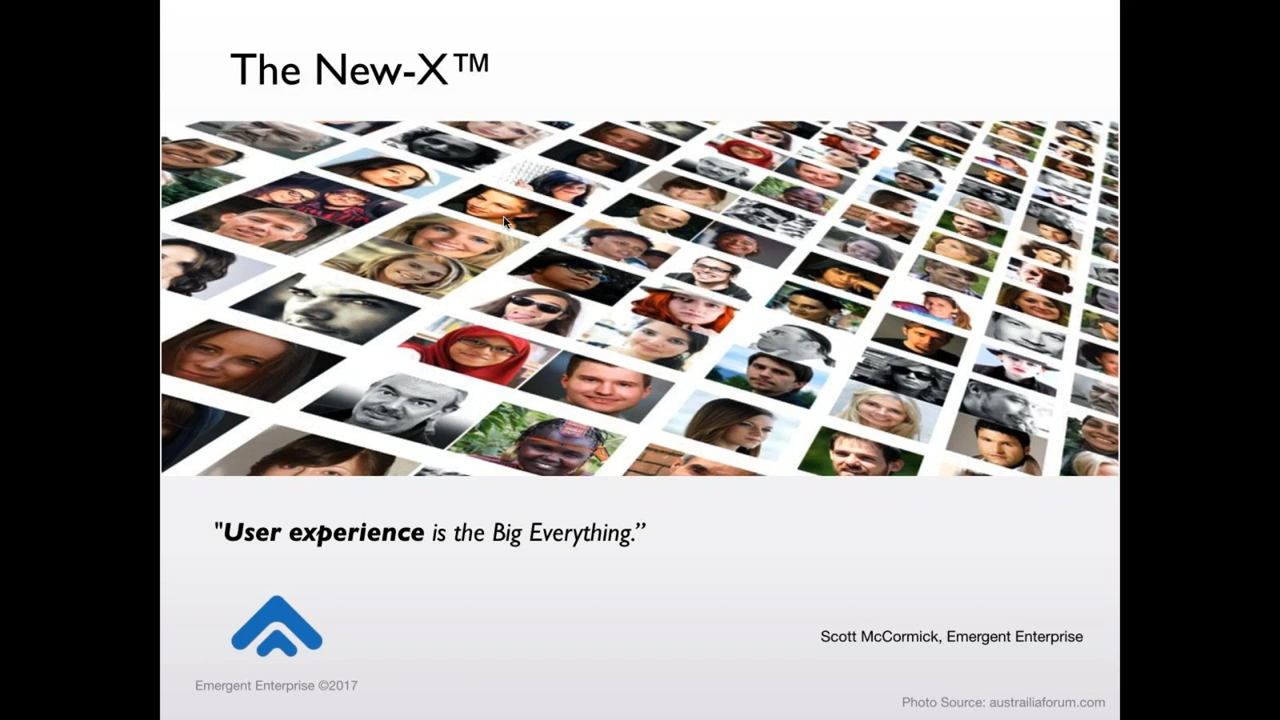 The New-X™
"User experience is the Big Everything.”
Scott McCormick, Emergent Enterprise
Emergent Enterprise ©2017
Photo Source: austrailiaforum.com